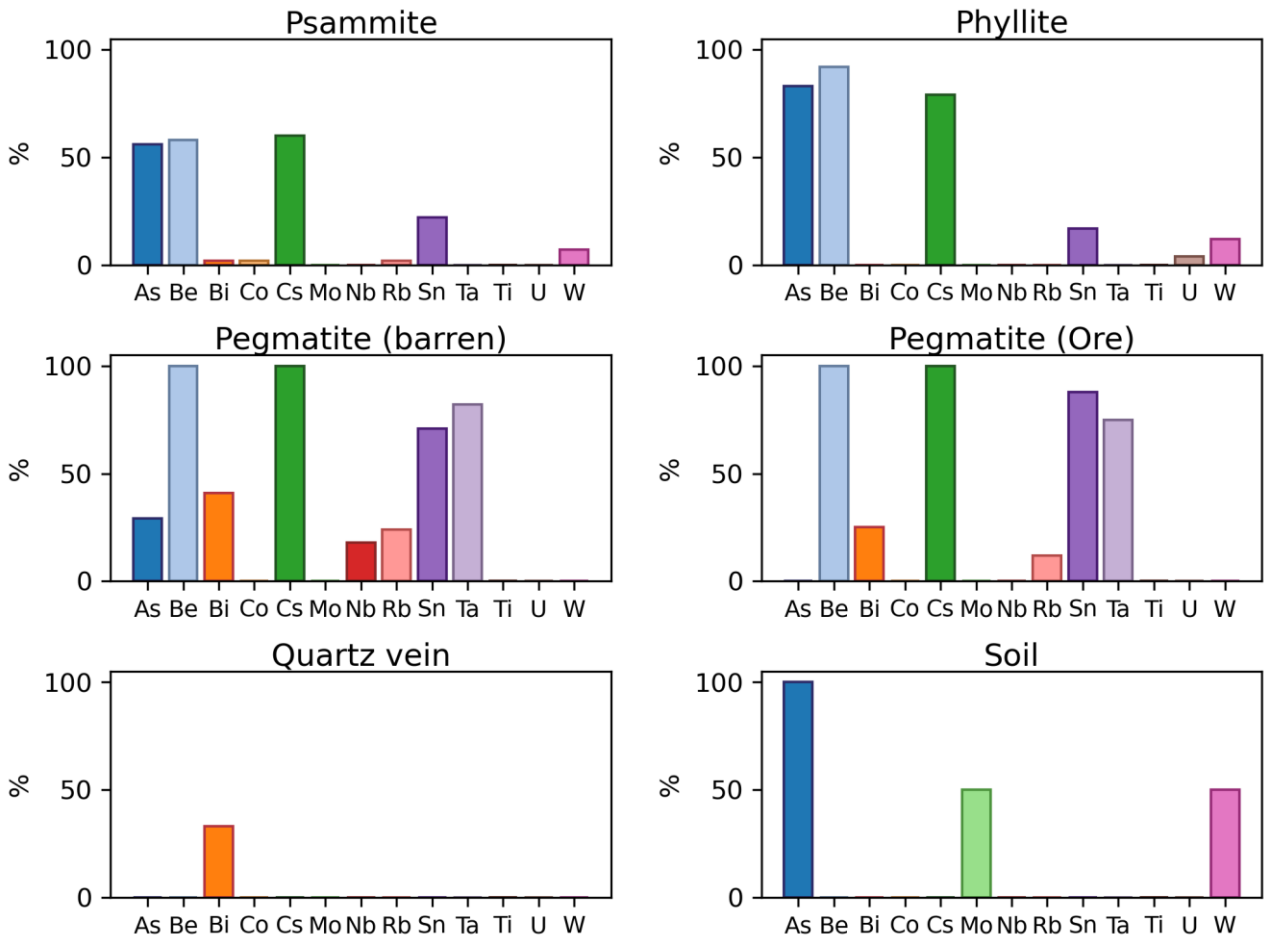 Psammite
100
50
0
%
As Be Bi Co Cs Mo Nb Rb Sn Ta Ti U W
Phyllite
100
50
0
%
As Be Bi Co Cs Mo Nb Rb Sn Ta Ti U W
Pegmatite (barren)
100
50
0
%
As Be Bi Co Cs Mo Nb Rb Sn Ta Ti U W
Pegmatite (Ore)
100
50
0
%
As Be Bi Co Cs Mo Nb Rb Sn Ta Ti U W
Quartz vein
100
50
0
%
As Be Bi Co Cs Mo Nb Rb Sn Ta Ti U W
Soil
100
50
0
%
As Be Bi Co Cs Mo Nb Rb Sn Ta Ti U W